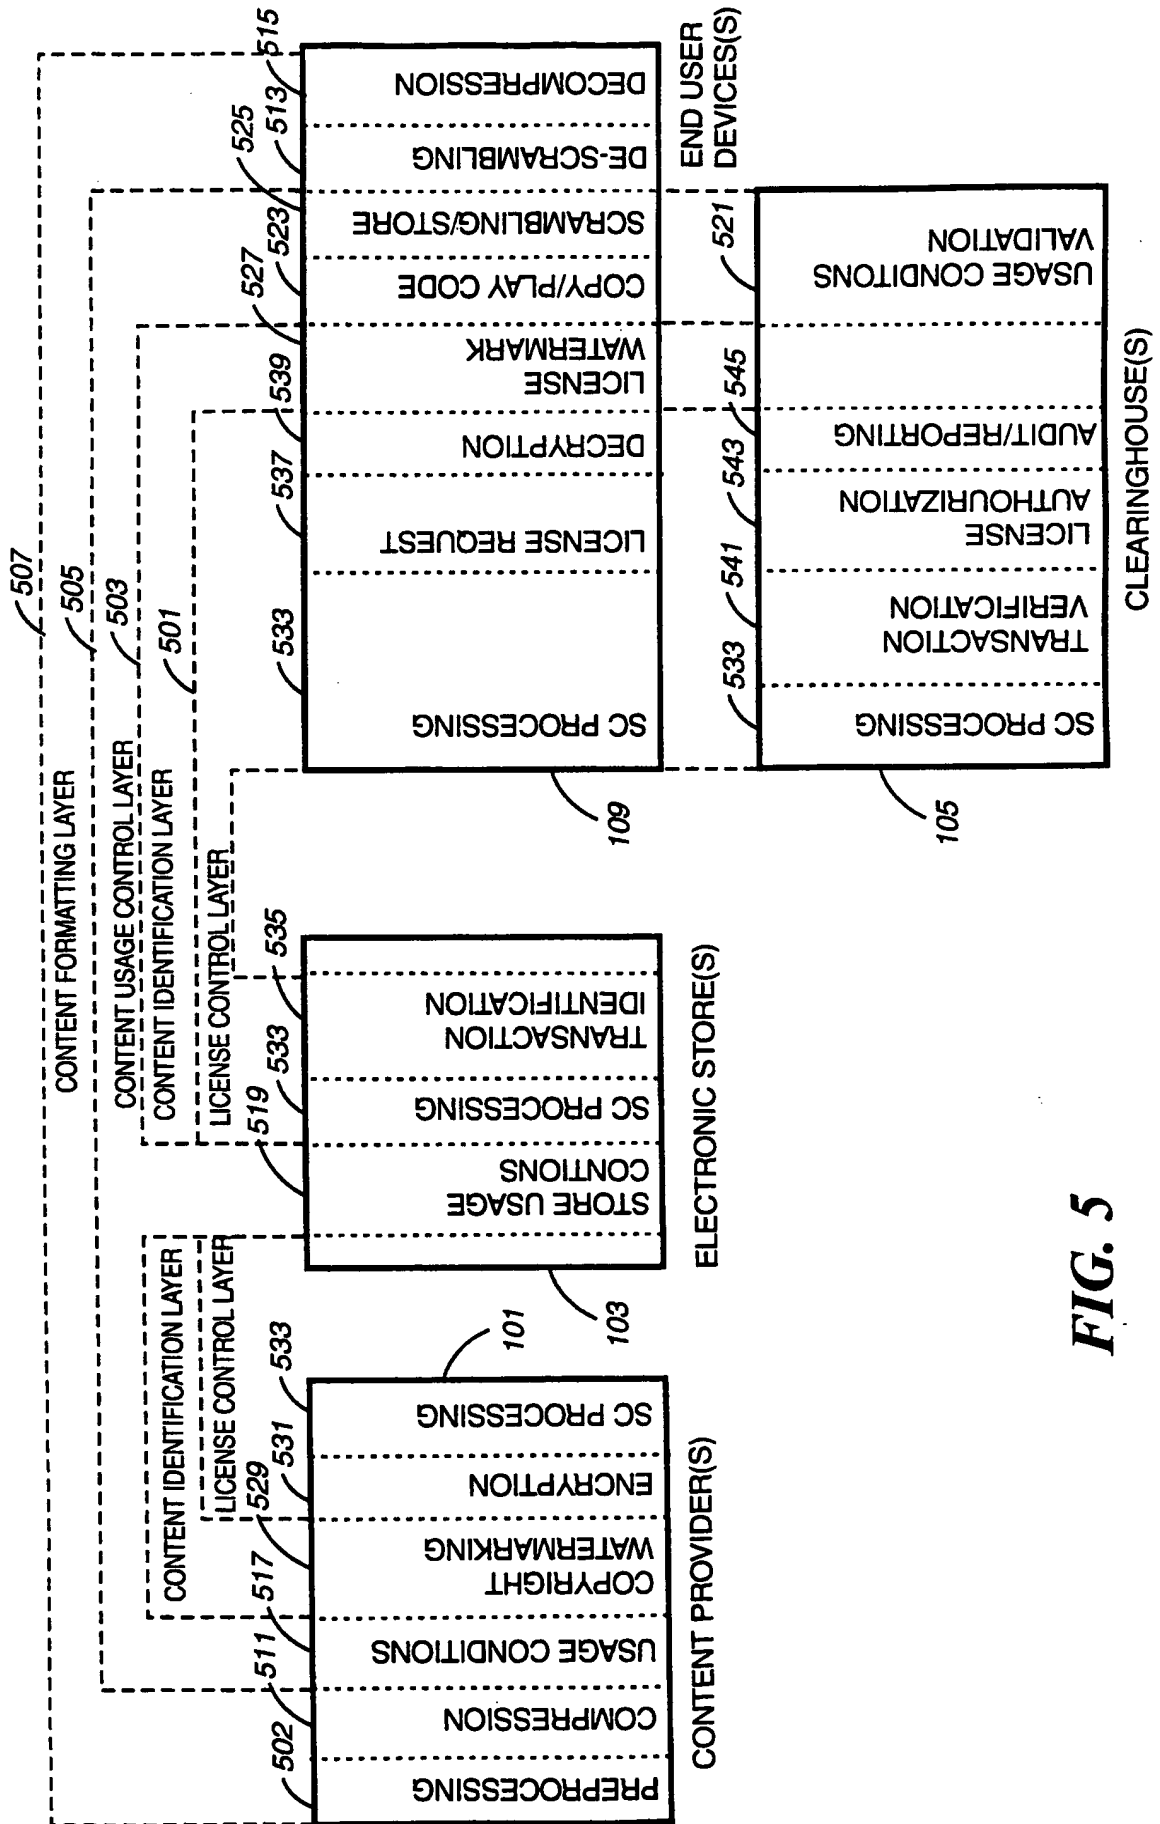 507
CONTENT FORMATTING LAYER
505
CONTENT USAGE CONTROL LAYER
503
CONTENT IDENTIFICATION LAYER
501
LICENSE CONTROL LAYER
CONTENT IDENTIFICATION LAYER
LICENSE CONTROL LAYER
502
511
517
529
531
533
PREPROCESSING
COMPRESSION
USAGE CONDITIONS
COPYRIGHT
WATERMARKING
ENCRYPTION
SC PROCESSING
101
CONTENT PROVIDER(S)
519
533
535
STORE USAGE
CONTIONS
SC PROCESSING
TRANSACTION
IDENTIFICATION
103
ELECTRONIC STORE(S)
533
537
539
527
523
525
513
515
SC PROCESSING
LICENSE REQUEST
DECRYPTION
LICENSE
WATERMARK
COPY/PLAY CODE
SCRAMBLING/STORE
DE-SCRAMBLING
DECOMPRESSION
109
END USER
DEVICES(S)
533
541
543
545
521
SC PROCESSING
TRANSACTION
VERIFICATION
LICENSE
AUTHOURIZATION
AUDIT/REPORTING
USAGE CONDITONS
VALIDATION
105
CLEARINGHOUSE(S)
FIG. 5